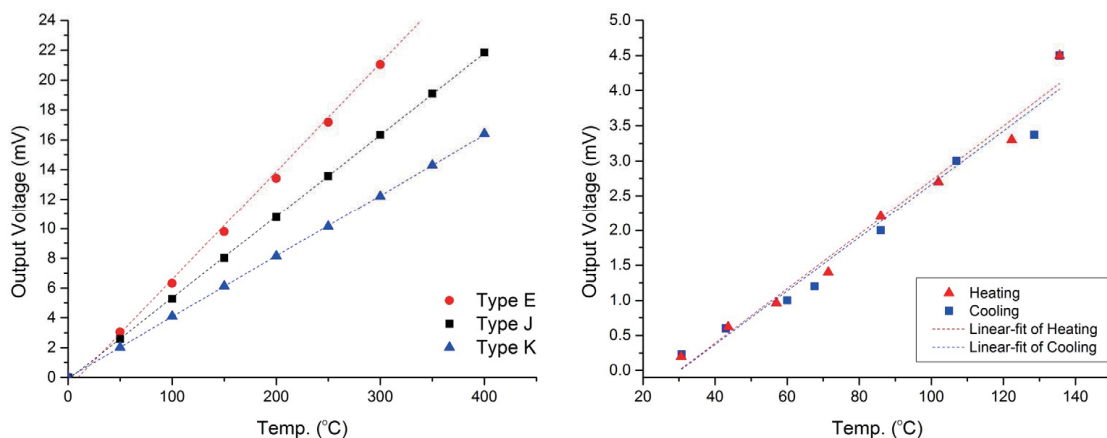 24
22
20
18
16
14
12
10
8
6
4
2
0
Output Voltage (mV)
0 100 200 300 400
Temp. (°C)
Type E
Type J
Type K
5.0
4.5
4.0
3.5
3.0
2.5
2.0
1.5
1.0
0.5
0.0
Output Voltage (mV)
20 40 60 80 100 120 140
Temp. (°C)
Heating
Cooling
Linear-fit of Heating
Linear-fit of Cooling